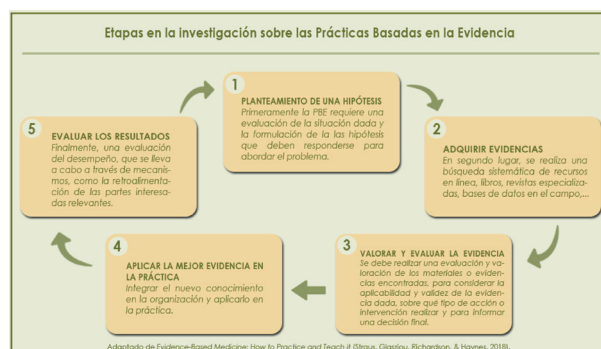 Etapas en la investigación sobre las Prácticas Basadas en la Evidencia
1
PLANTEAMIENTO DE UNA HIPÓTESIS
Primeramente la PBE requiere una
evaluación de la situación dada y
la formulación de la las hipótesis
que deben responderse para
abordar el problema.
2
ADQUIRIR EVIDENCIAS
En segundo lugar, se realiza una
búsqueda sistemática de recursos
en línea, libros, revistas especializa-
das, bases de datos en el campo,...
3
VALORAR Y EVALUAR LA EVIDENCIA
Se debe realizar una evaluación y va-
loración de los materiales o eviden-
cias encontradas, para considerar la
aplicabilidad y validez de la eviden-
cia dada, sobre qué tipo de acción o
intervención realizar y para informar
una decisión final.
4
APLICAR LA MEJOR EVIDENCIA EN
LA PRÁCTICA
Integrar el nuevo conocimiento
en la organización y aplicarlo en
la práctica.
5
EVALUAR LOS RESULTADOS
Finalmente, una evaluación
del desempeño, que se lleva
a cabo a través de mecanis-
mos, como la retroalimenta-
ción de las partes interesa-
das relevantes.
Adaptado de Evidence-Based Medicine: How to Practice and Teach it (Straus, Glasziou, Richardson, & Haynes, 2018).